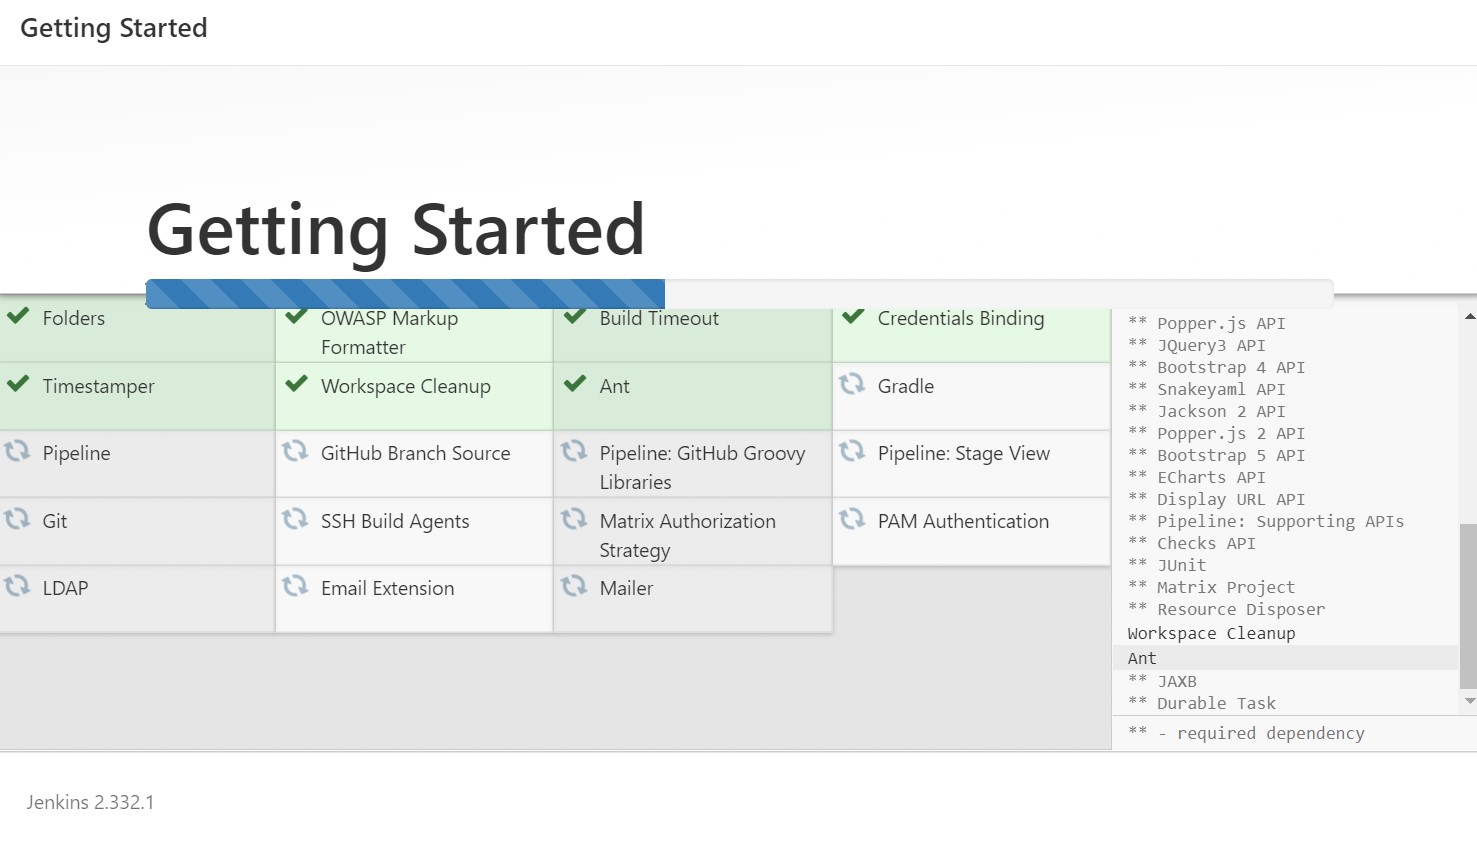 Getting Started
Getting Started
Folders
OWASP Markup
Formatter
Build Timeout
Credentials Binding
Timestamper
Workspace Cleanup
Ant
Gradle
Pipeline
GitHub Branch Source
Pipeline: GitHub Groovy
Libraries
Pipeline: Stage View
Git
SSH Build Agents
Matrix Authorization
Strategy
PAM Authentication
LDAP
Email Extension
Mailer
** Popper.js API
** JQuery3 API
** Bootstrap 4 API
** Snakeyaml API
** Jackson 2 API
** Popper.js 2 API
** Bootstrap 5 API
** ECharts API
** Display URL API
** Pipeline: Supporting APIs
** Checks API
** JUnit
** Matrix Project
** Resource Disposer
Workspace Cleanup
Ant
** JAXB
** Durable Task
** - required dependency
Jenkins 2.332.1